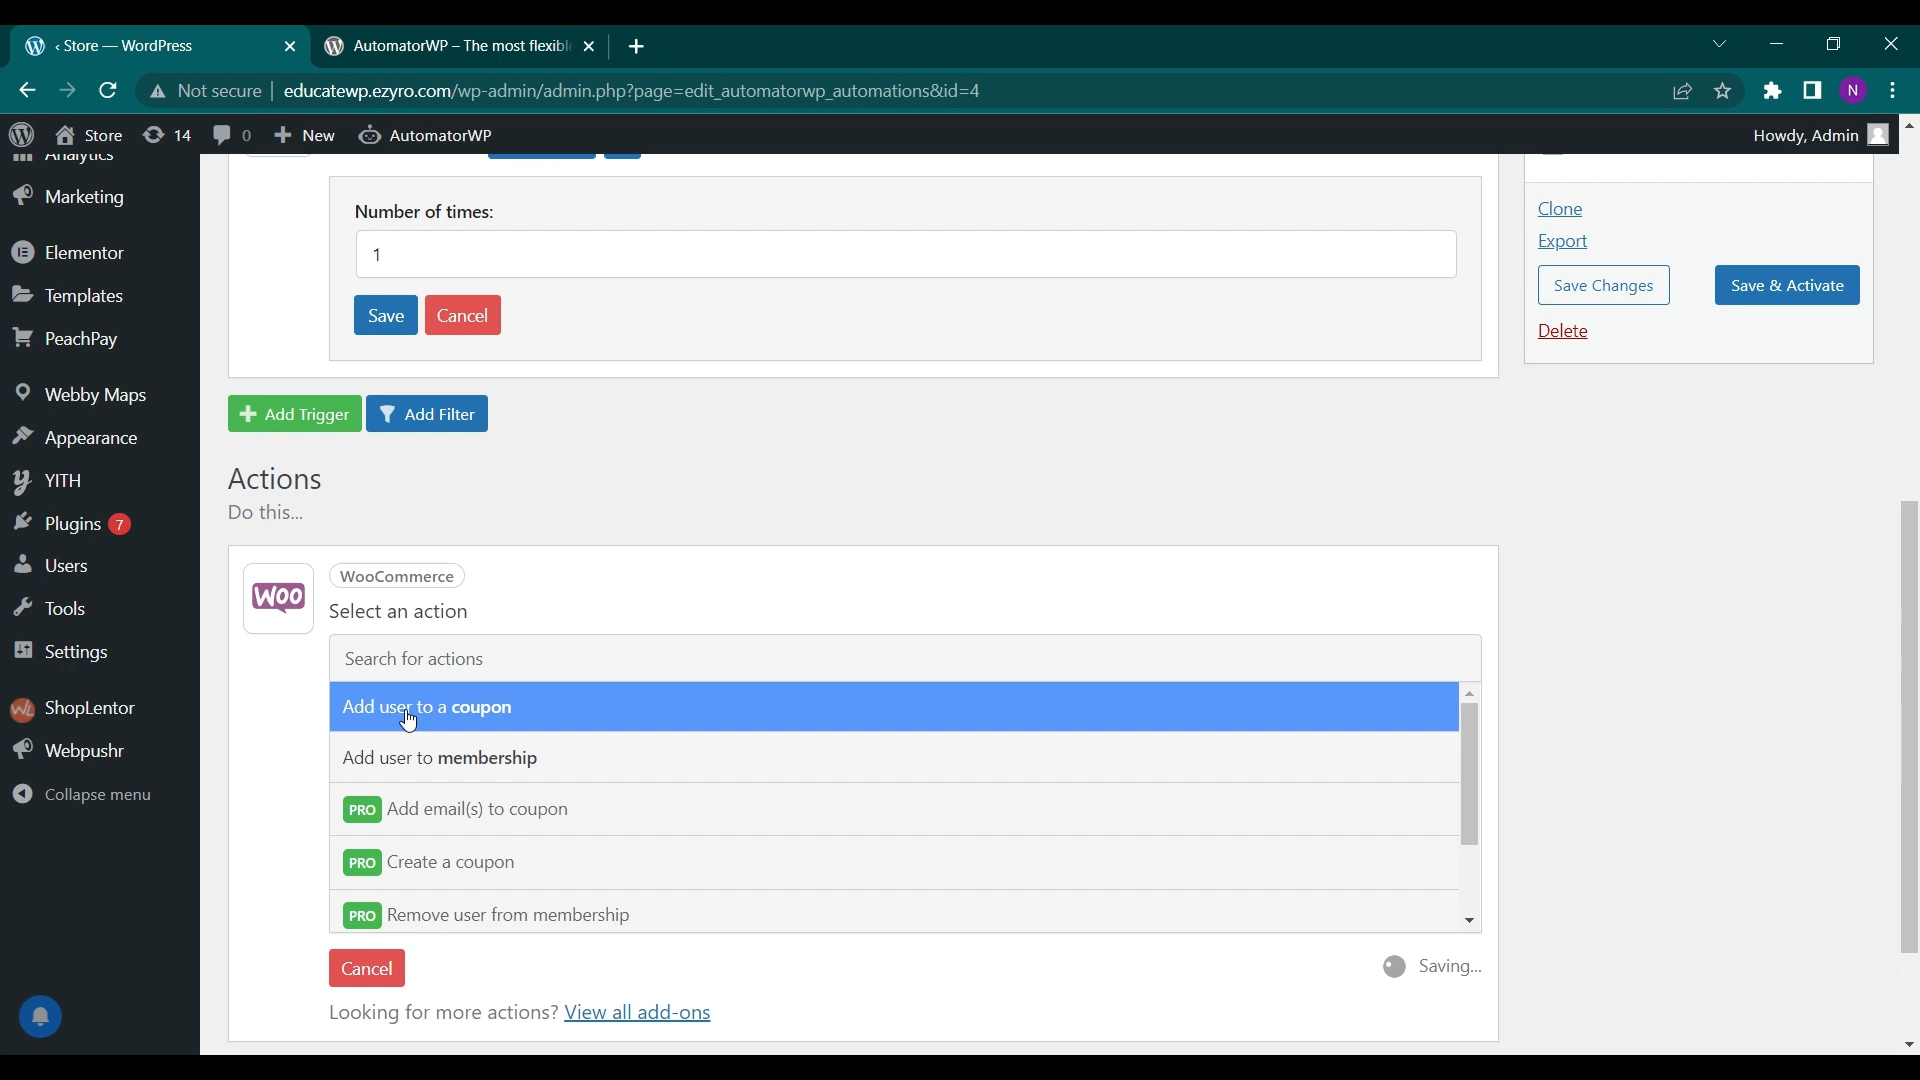 ‹ Store — WordPress
AutomatorWP – The most flexibl
Not secure
educatewp.ezyro.com/wp-admin/admin.php?page=edit_automatorwp_automations&id=4
N
Store
14
0
New
AutomatorWP
Howdy, Admin
Analytics
Marketing
Elementor
Templates
PeachPay
Webby Maps
Appearance
YITH
Plugins 7
Users
Tools
Settings
ShopLentor
Webpushr
Collapse menu
Number of times:
1
Save
Cancel
Add Trigger
Add Filter
Actions
Do this...
Woo
WooCommerce
Select an action
Search for actions
Add user to a coupon
Add user to membership
PRO Add email(s) to coupon
PRO Create a coupon
PRO Remove user from membership
Cancel
Saving...
Looking for more actions? View all add-ons
Clone
Export
Save Changes
Save & Activate
Delete